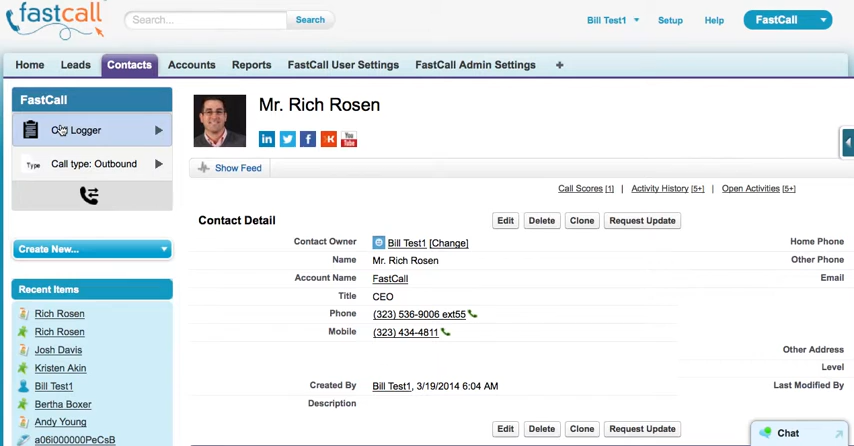 fastcall
Search...
Search
Bill Test1
Setup
Help
FastCall
Home
Leads
Contacts
Accounts
Reports
FastCall User Settings
FastCall Admin Settings
+
FastCall
Logger
Type
Call type: Outbound
Create New...
Recent Items
Rich Rosen
Rich Rosen
Josh Davis
Kristen Akin
Bill Test1
Bertha Boxer
Andy Young
a06i000000PeCsB
Mr. Rich Rosen
in
f
You
Tube
Show Feed
Call Scores [1] | Activity History [5+] | Open Activities [5+]
Contact Detail
Edit
Delete
Clone
Request Update
Contact Owner
Bill Test1 [Change]
Home Phone
Name
Mr. Rich Rosen
Other Phone
Account Name
FastCall
Email
Title
CEO
Phone
(323) 536-9006 ext55
Mobile
(323) 434-4811
Other Address
Level
Created By
Bill Test1, 3/19/2014 6:04 AM
Last Modified By
Description
Edit
Delete
Clone
Request Update
Chat